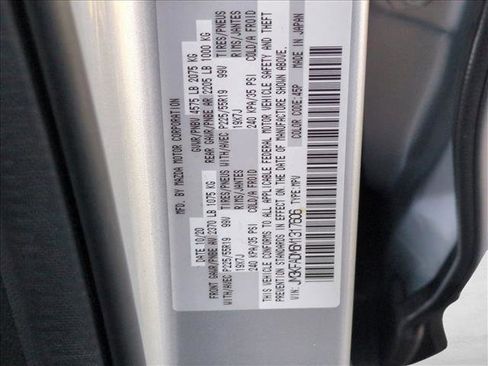 MFD. BY MAZDA MOTOR CORPORATION
10/20 GVWR/PNBV 4575 LB 2075 KG
FRONT GAWR/PNBE AV 2370 LB 1075 KG REAR GAWR/PNBE AR 2205 LB 1000 KG
WITH/AVEC P225/55R19 99V TIRES/PNEUS WITH/AVEC P225/55R19 99V TIRES/PNEUS
19X7J RIMS/JANTES 19X7J RIMS/JANTES
240 KPA/35 PSI COLD/A FROID 240 KPA/35 PSI COLD/A FROID
THIS VEHICLE CONFORMS TO ALL APPLICABLE FEDERAL MOTOR VEHICLE SAFETY AND THEFT
PREVENTION STANDARDS IN EFFECT ON THE DATE OF MANUFACTURE SHOWN ABOVE.
COLOR CODE: 45P MADE IN JAPAN
VIN: TYPE: MPV